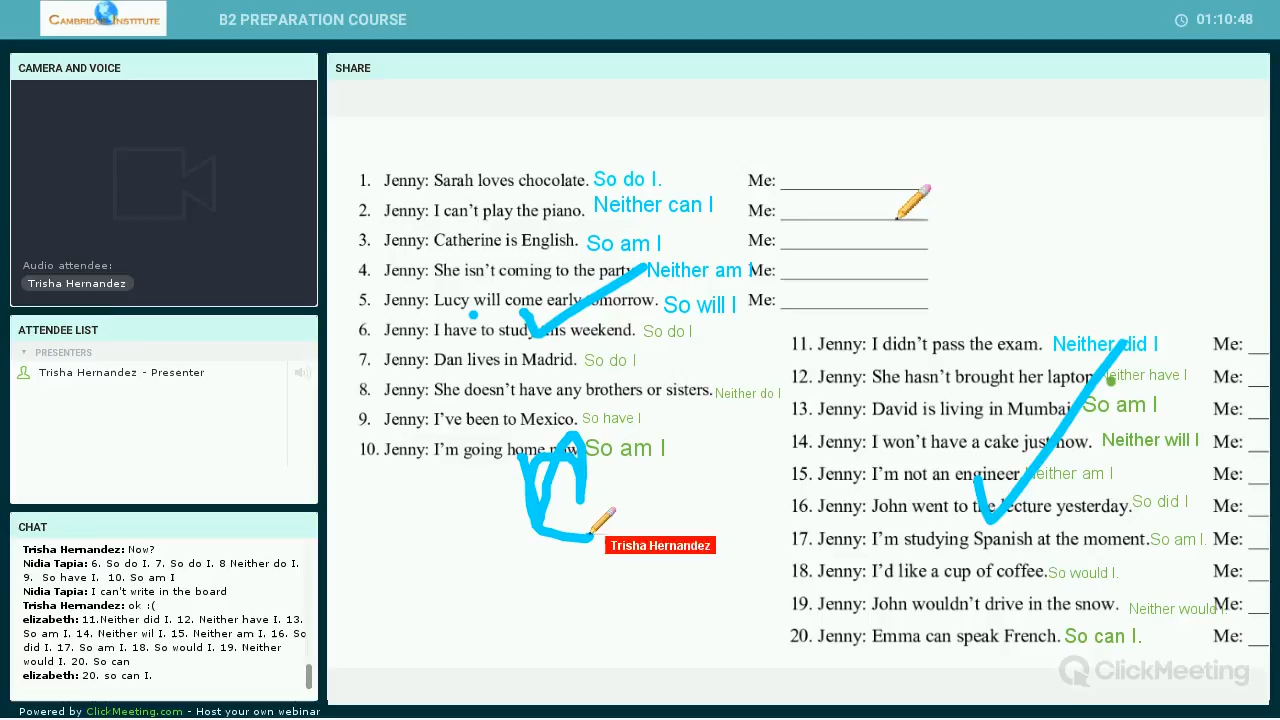 CAMBRIDGE INSTITUTE
B2 PREPARATION COURSE
01:10:48
CAMERA AND VOICE
Audio attendee:
Trisha Hernandez
ATTENDEE LIST
PRESENTERS
Trisha Hernandez - Presenter
CHAT
Trisha Hernandez: Now?
Nidia Tapia: 6. So do I. 7. So do I. 8 Neither do I.
9. So have I. 10. So am I
Nidia Tapia: I can't write in the board
Trisha Hernandez: ok :(
elizabeth: 11.Neither did I. 12. Neither have I. 13.
So am I. 14. Neither wil I. 15. Neither am I. 16. So
did I. 17. So am I. 18. So would I. 19. Neither
would I. 20. So can
elizabeth: 20. so can I.
Powered by ClickMeeting.com - Host your own webinar
SHARE
1. Jenny: Sarah loves chocolate. So do I. Me:
2. Jenny: I can't play the piano. Neither can I Me:
3. Jenny: Catherine is English. So am I Me:
4. Jenny: She isn't coming to the party. Neither am I Me:
5. Jenny: Lucy will come early tomorrow. So will I Me:
6. Jenny: I have to study this weekend. So do I
7. Jenny: Dan lives in Madrid. So do I
8. Jenny: She doesn't have any brothers or sisters. Neither do I
9. Jenny: I've been to Mexico. So have I
10. Jenny: I'm going home now. So am I
Trisha Hernandez
11. Jenny: I didn't pass the exam. Neither did I Me:
12. Jenny: She hasn't brought her laptop. Neither have I Me:
13. Jenny: David is living in Mumbai. So am I Me:
14. Jenny: I won't have a cake just now. Neither will I Me:
15. Jenny: I'm not an engineer. Neither am I Me:
16. Jenny: John went to the lecture yesterday. So did I Me:
17. Jenny: I'm studying Spanish at the moment. So am I. Me:
18. Jenny: I'd like a cup of coffee. So would I. Me:
19. Jenny: John wouldn't drive in the snow. Neither would I. Me:
20. Jenny: Emma can speak French. So can I. Me:
ClickMeeting